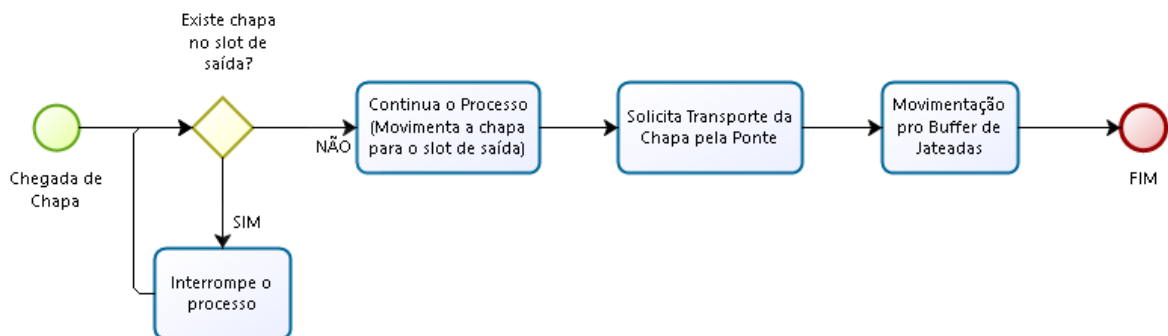 Existe chapa
no slot de
saída?
Chegada de
Chapa
NÃO
SIM
Interrompe o
processo
Continua o Processo
(Movimenta a chapa
para o slot de saída)
Solicita Transporte da
Chapa pela Ponte
Movimentação
pro Buffer de
Jateadas
FIM